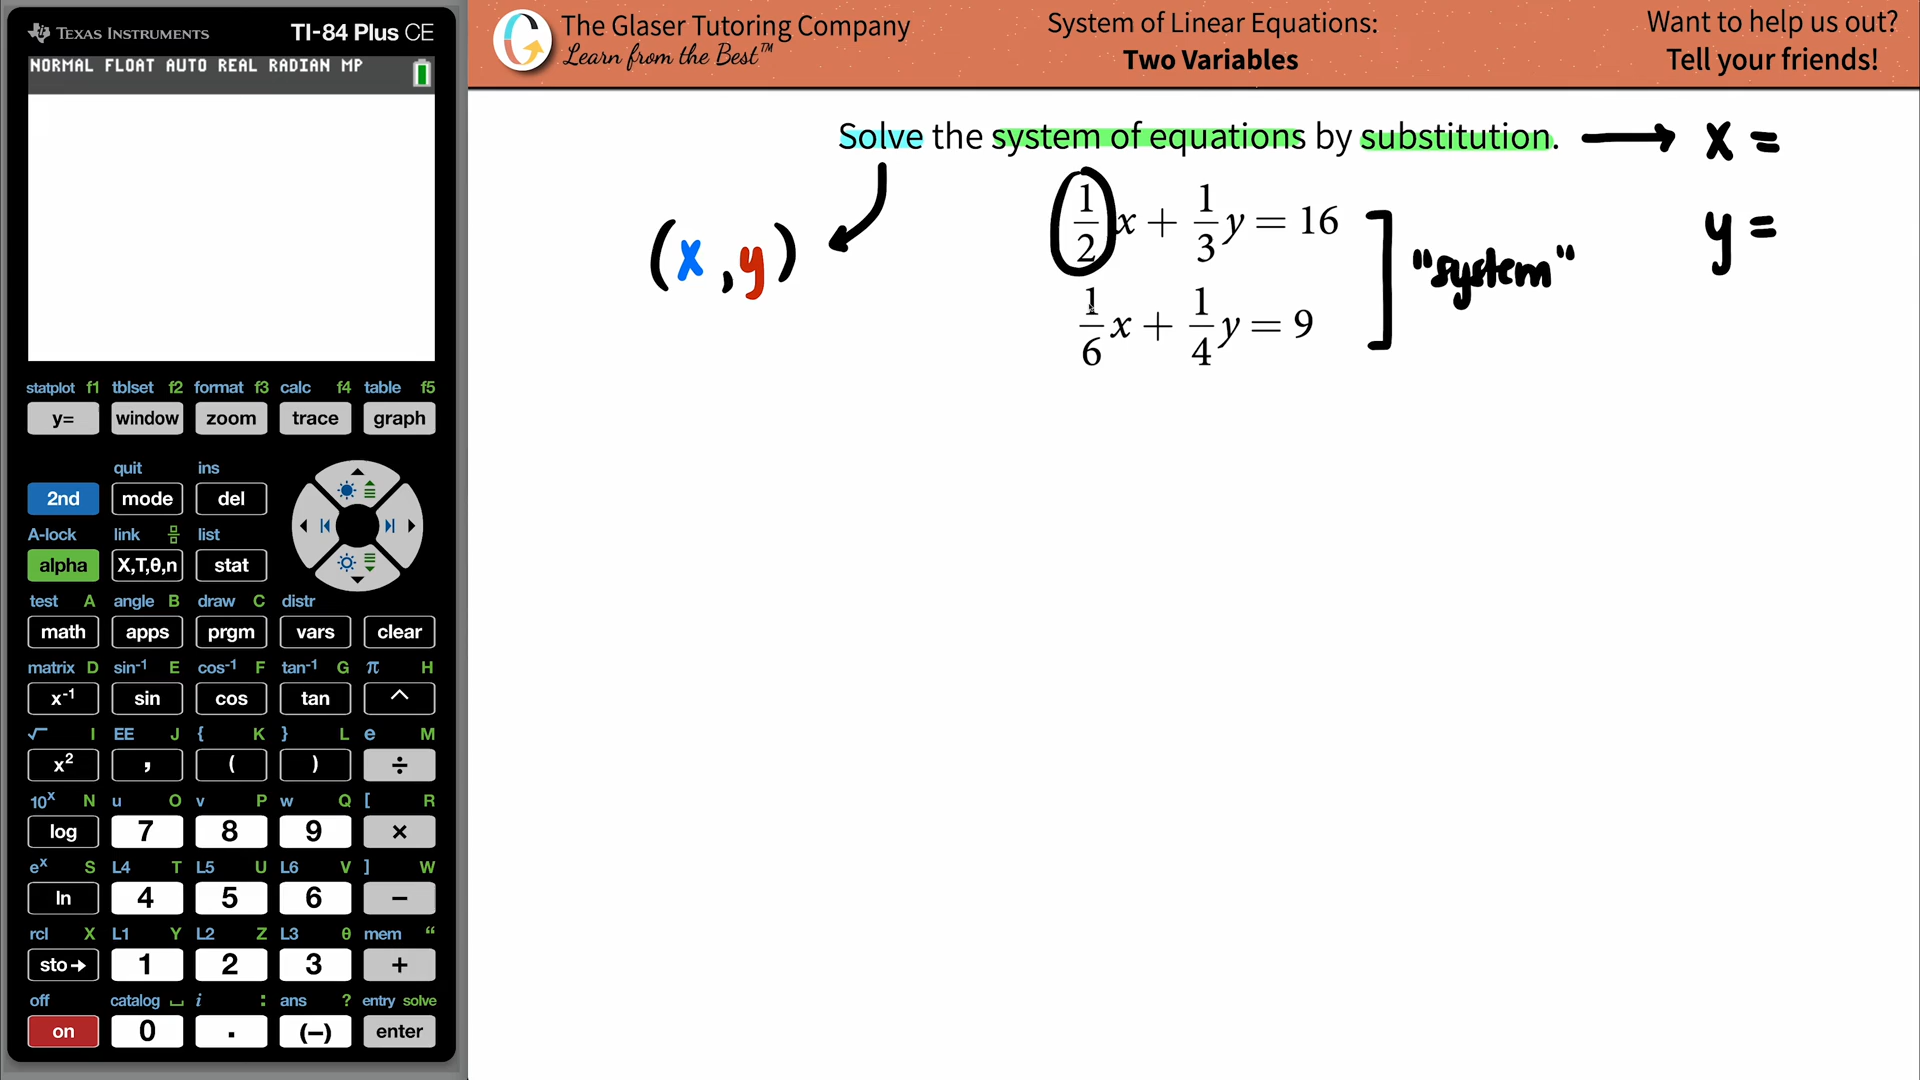 TEXAS INSTRUMENTS TI-84 Plus CE
NORMAL FLOAT AUTO REAL RADIAN MP
statplot f1 tblset f2 format f3 calc f4 table f5
y= window zoom trace graph
quit ins
2nd mode del
A-lock link list
alpha X,T,θ,n stat
test A angle B draw C distr
math apps prgm vars clear
matrix D sin⁻¹ E cos⁻¹ F tan⁻¹ G π H
x⁻¹ sin cos tan ^
√ I EE J { K } L e M
x² , ( ) ÷
10ˣ N u O v P w Q [ R
log 7 8 9 ×
eˣ S L4 T L5 U L6 V ] W
ln 4 5 6 −
rcl X L1 Y L2 Z L3 θ mem “
sto→ 1 2 3 +
off catalog ⎵ i : ans ? entry solve
on 0 . (−) enter
The Glaser Tutoring Company
Learn from the Best™
System of Linear Equations:
Two Variables
Want to help us out?
Tell your friends!
Solve the system of equations by substitution. → x =
y =
(x, y)
1/2 x + 1/3 y = 16
1/6 x + 1/4 y = 9
"system"